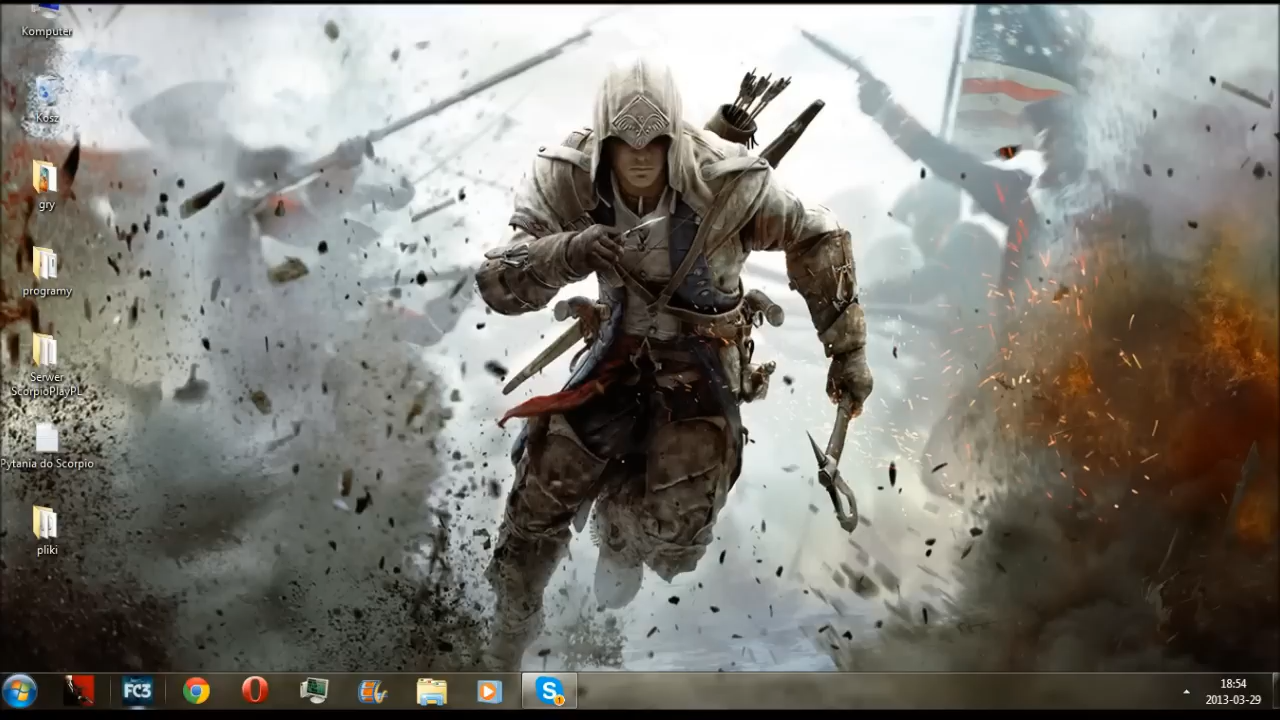 Komputer
Kosz
gry
programy
Serwer
ScorpioPlayPL
Pytania do Scorpio
pliki
FC3
18:54
2013-03-29